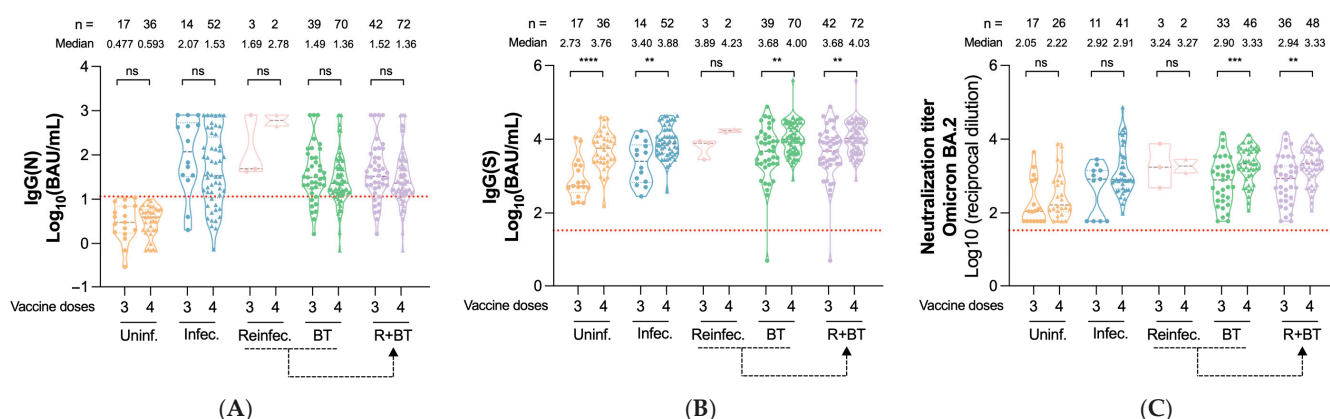 n = 17 36 14 52 3 2 39 70 42 72
Median 0.477 0.593 2.07 1.53 1.69 2.78 1.49 1.36 1.52 1.36
ns ns ns ns ns
IgG(N)
Log10(BAU/mL)
4
3
2
1
0
−1
Vaccine doses 3 4 3 4 3 4 3 4 3 4
Uninf. Infec. Reinfec. BT R+BT
(A)
n = 17 36 14 52 3 2 39 70 42 72
Median 2.73 3.76 3.40 3.88 3.89 4.23 3.68 4.00 3.68 4.03
**** ** ns ** **
IgG(S)
Log10(BAU/mL)
6
4
2
0
Vaccine doses 3 4 3 4 3 4 3 4 3 4
Uninf. Infec. Reinfec. BT R+BT
(B)
n = 17 26 11 41 3 2 33 46 36 48
Median 2.05 2.22 2.92 2.91 3.24 3.27 2.90 3.33 2.94 3.33
ns ns ns *** **
Neutralization titer
Omicron BA.2
Log10 (reciprocal dilution)
6
4
2
0
Vaccine doses 3 4 3 4 3 4 3 4 3 4
Uninf. Infec. Reinfec. BT R+BT
(C)